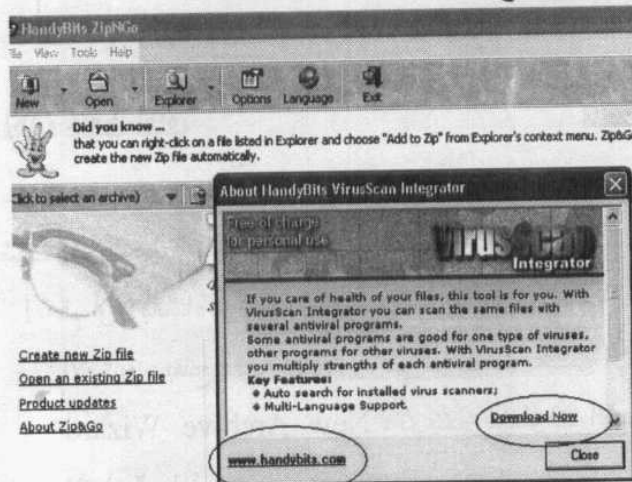 HandyBits ZipNGo
File View Tools Help
New Open Explorer Options Language Exit
Did you know ...
that you can right-click on a file listed in Explorer and choose "Add to Zip" from Explorer's context menu. Zip&Go
create the new Zip file automatically.
Click to select an archive)
About HandyBits VirusScan Integrator
Free of charge
for personal use
VirusScan
Integrator
If you care of health of your files, this tool is for you. With
VirusScan Integrator you can scan the same files with
several antiviral programs.
Some antiviral programs are good for one type of viruses,
other programs for other viruses. With VirusScan Integrator
you multiply strengths of each antiviral program.
Key Features:
Auto search for installed virus scanners;
Multi-Language Support.
Create new Zip file
Open an existing Zip file
Product updates
About Zip&Go
Download Now
www.handybits.com
Close